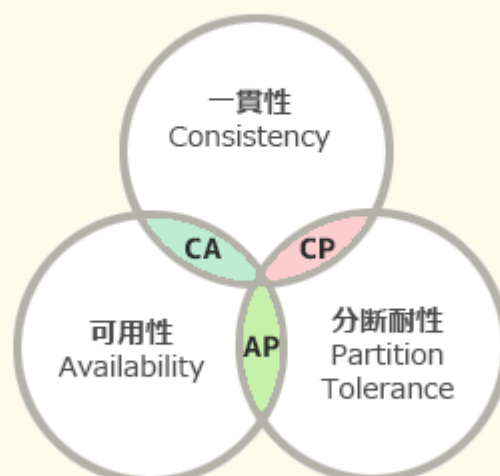 一貫性
Consistency
CA
CP
可用性
Availability
AP
分断耐性
Partition
Tolerance